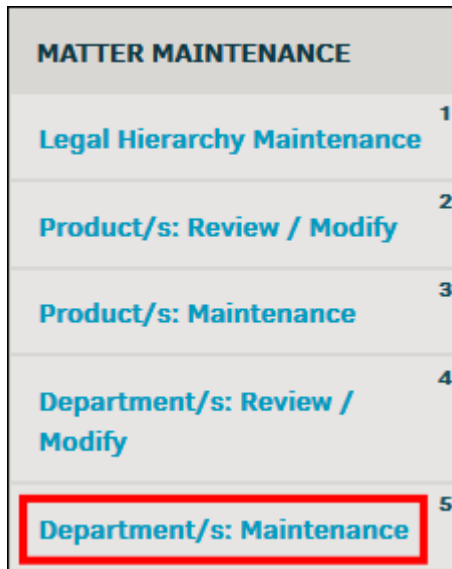 MATTER MAINTENANCE
1
Legal Hierarchy Maintenance
2
Product/s: Review / Modify
3
Product/s: Maintenance
4
Department/s: Review /
Modify
5
Department/s: Maintenance